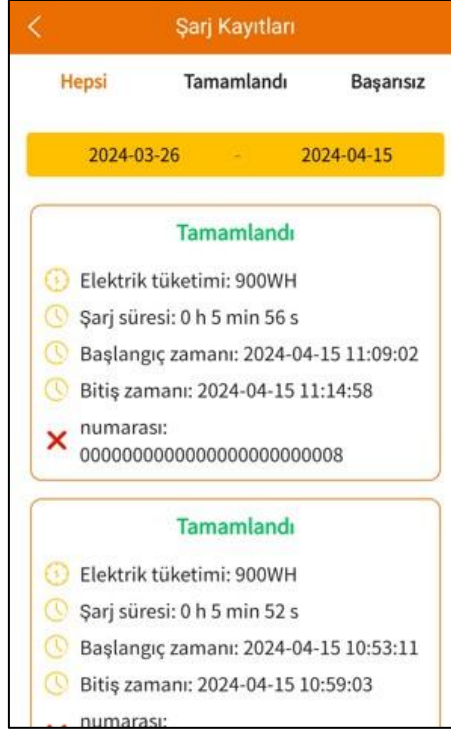 Şarj Kayıtları
Hepsi Tamamlandı Başarısız
2024-03-26 - 2024-04-15
Tamamlandı
Elektrik tüketimi: 900WH
Şarj süresi: 0 h 5 min 56 s
Başlangıç zamanı: 2024-04-15 11:09:02
Bitiş zamanı: 2024-04-15 11:14:58
numarası:
0000000000000000000000008
Tamamlandı
Elektrik tüketimi: 900WH
Şarj süresi: 0 h 5 min 52 s
Başlangıç zamanı: 2024-04-15 10:53:11
Bitiş zamanı: 2024-04-15 10:59:03
numarası: